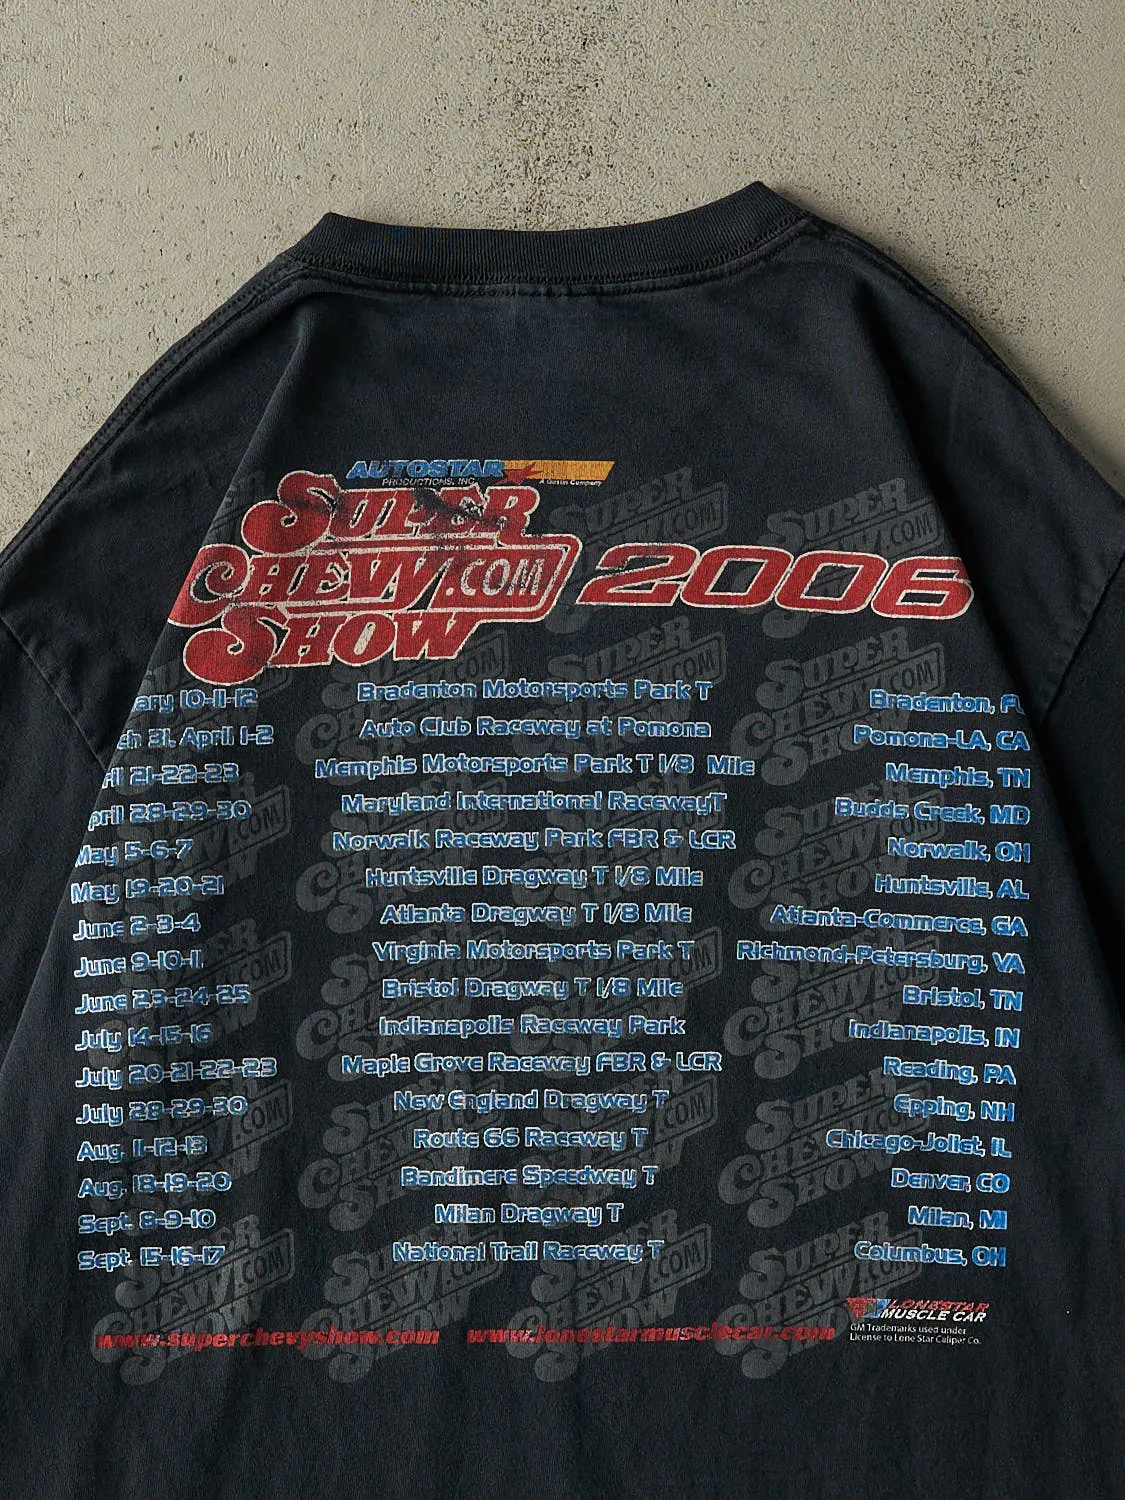 AUTOSTAR
PRODUCTIONS, INC. A Gaslin Company
SUPER
CHEVY.COM 2006
SHOW
ary 10-11-12 Bradenton Motorsports Park T Bradenton, FL
ch 31, April 1-2 Auto Club Raceway at Pomona Pomona-LA, CA
ril 21-22-23 Memphis Motorsports Park T 1/8 Mile Memphis, TN
pril 28-29-30 Maryland International RacewayT Budds Creek, MD
May 5-6-7 Norwalk Raceway Park FBR & LCR Norwalk, OH
May 19-20-21 Huntsville Dragway T 1/8 Mile Huntsville, AL
June 2-3-4 Atlanta Dragway T 1/8 Mile Atlanta-Commerce, GA
June 9-10-11 Virginia Motorsports Park T Richmond-Petersburg, VA
June 23-24-25 Bristol Dragway T 1/8 Mile Bristol, TN
July 14-15-16 Indianapolis Raceway Park Indianapolis, IN
July 20-21-22-23 Maple Grove Raceway FBR & LCR Reading, PA
July 28-29-30 New England Dragway T Epping, NH
Aug. 11-12-13 Route 66 Raceway T Chicago-Joliet, IL
Aug. 18-19-20 Bandimere Speedway T Denver, CO
Sept. 8-9-10 Milan Dragway T Milan, MI
Sept. 15-16-17 National Trail Raceway T Columbus, OH
www.superchevyshow.com www.lonestarmusclecar.com
LONESTAR
MUSCLE CAR
GM Trademarks used under
License to Lone Star Caliper Co.